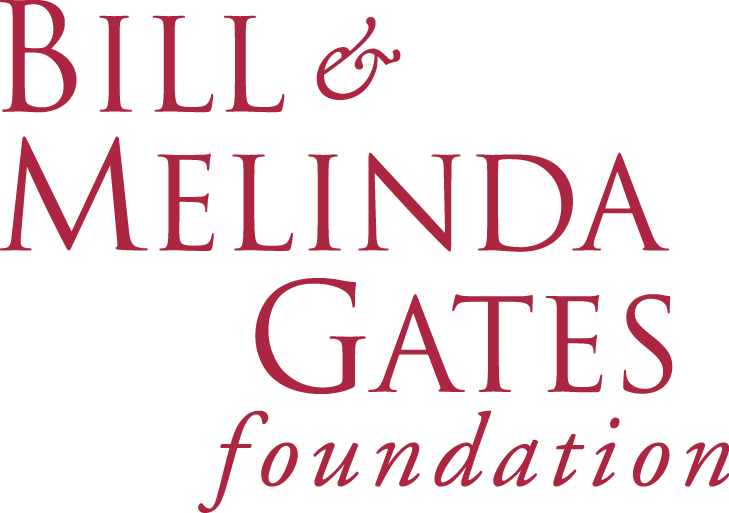 BILL &
MELINDA
GATES
foundation